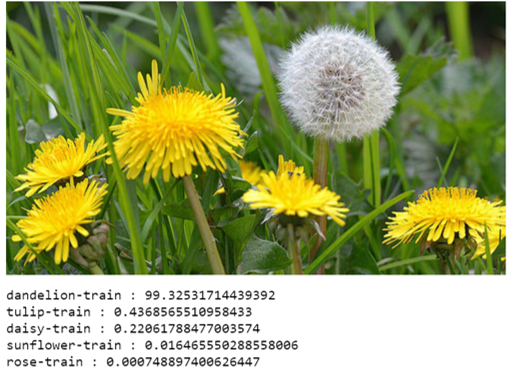 dandelion-train : 99.32531714439392
tulip-train : 0.4368565510958433
daisy-train : 0.22061788477003574
sunflower-train : 0.016465550288558006
rose-train : 0.000748897400626447